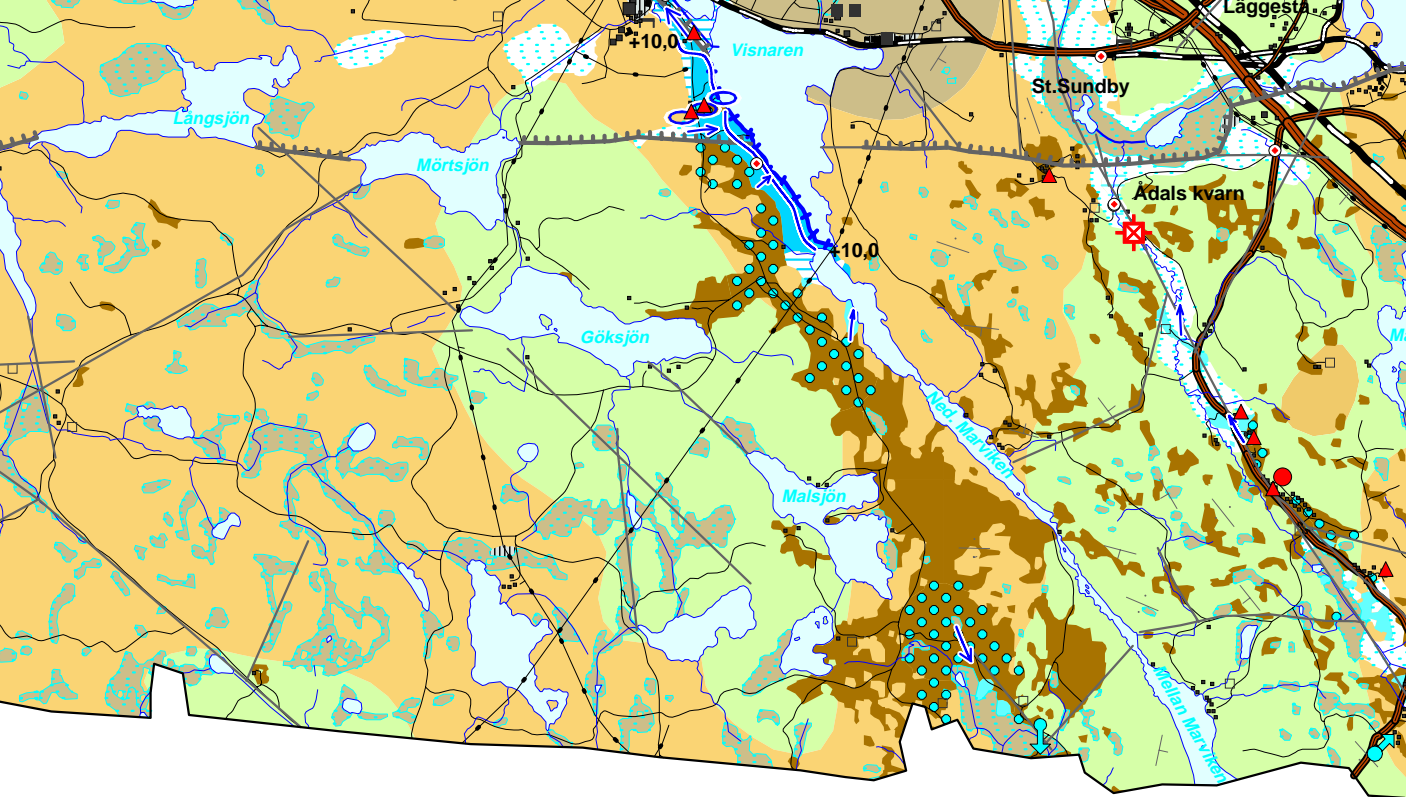 Läggesta
+10,0
Visnaren
St.Sundby
Långsjön
Mörtsjön
Ådals kvarn
+10,0
Göksjön
Ned. Marviken
Malsjön
Mellan Marviken